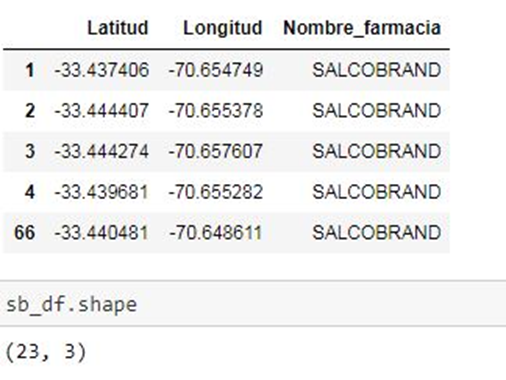 Latitud Longitud Nombre_farmacia
1 -33.437406 -70.654749 SALCOBRAND
2 -33.444407 -70.655378 SALCOBRAND
3 -33.444274 -70.657607 SALCOBRAND
4 -33.439681 -70.655282 SALCOBRAND
66 -33.440481 -70.648611 SALCOBRAND
sb_df.shape
(23, 3)